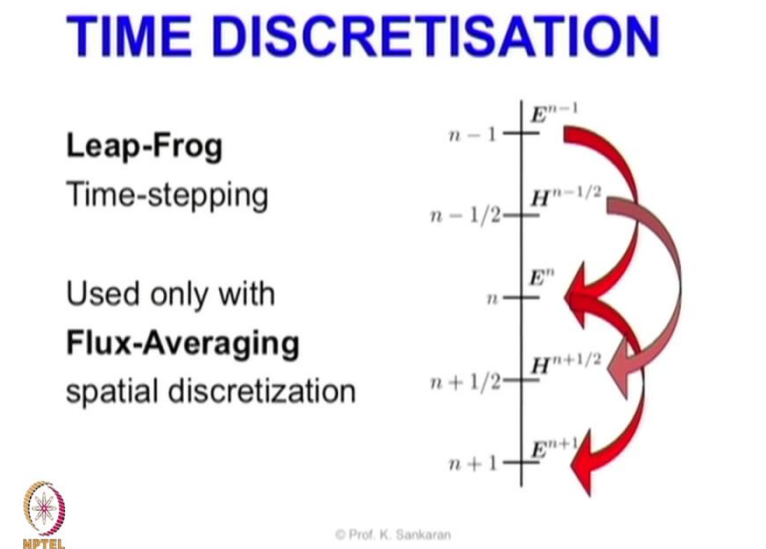 TIME DISCRETISATION
Leap-Frog
Time-stepping
Used only with
Flux-Averaging
spatial discretization
n − 1
E^{n−1}
n − 1/2
H^{n−1/2}
n
E^n
n + 1/2
H^{n+1/2}
n + 1
E^{n+1}
NPTEL
© Prof. K. Sankaran